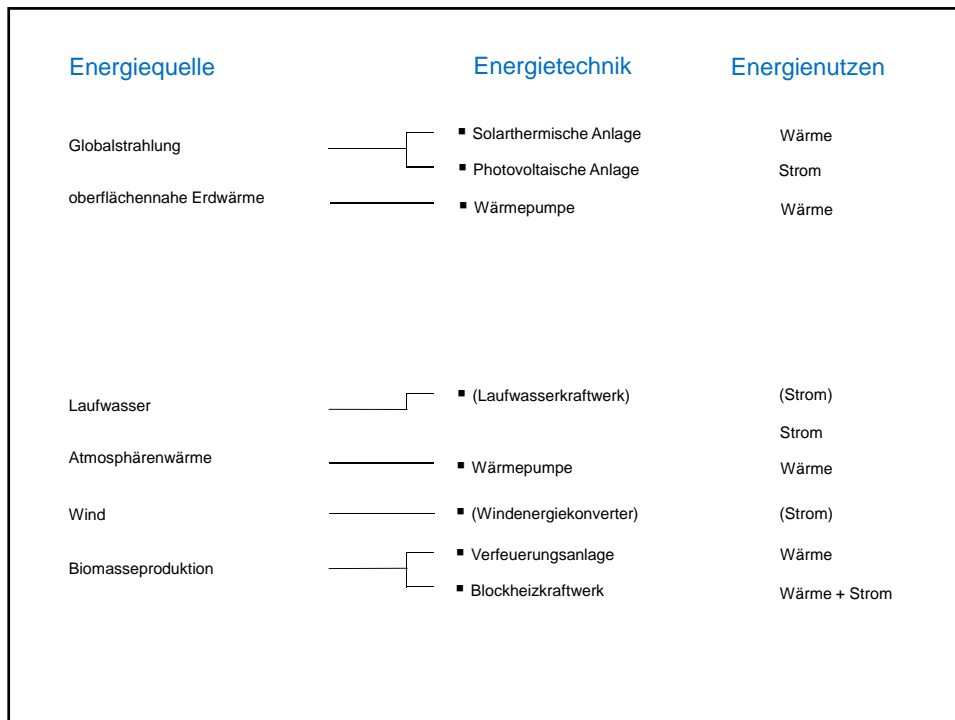 Energiequelle Energietechnik Energienutzen
Globalstrahlung ▪ Solarthermische Anlage Wärme
▪ Photovoltaische Anlage Strom
oberflächennahe Erdwärme ▪ Wärmepumpe Wärme
Laufwasser ▪ (Laufwasserkraftwerk) (Strom)
Strom
Atmosphärenwärme ▪ Wärmepumpe Wärme
Wind ▪ (Windenergiekonverter) (Strom)
Biomasseproduktion ▪ Verfeuerungsanlage Wärme
▪ Blockheizkraftwerk Wärme + Strom